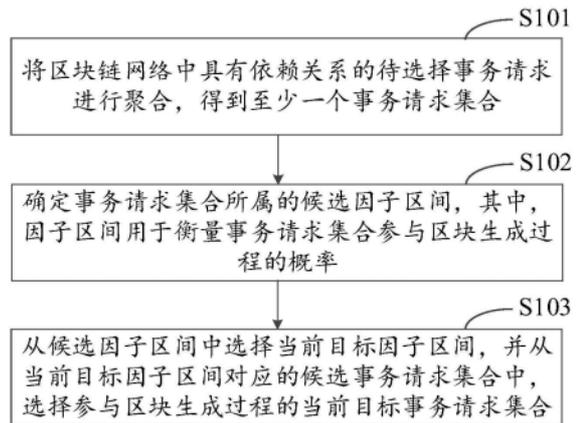 S101
将区块链网络中具有依赖关系的待选择事务请求
进行聚合，得到至少一个事务请求集合
S102
确定事务请求集合所属的候选因子区间，其中，
因子区间用于衡量事务请求集合参与区块生成过
程的概率
S103
从候选因子区间中选择当前目标因子区间，并从
当前目标因子区间对应的候选事务请求集合中，
选择参与区块生成过程的当前目标事务请求集合